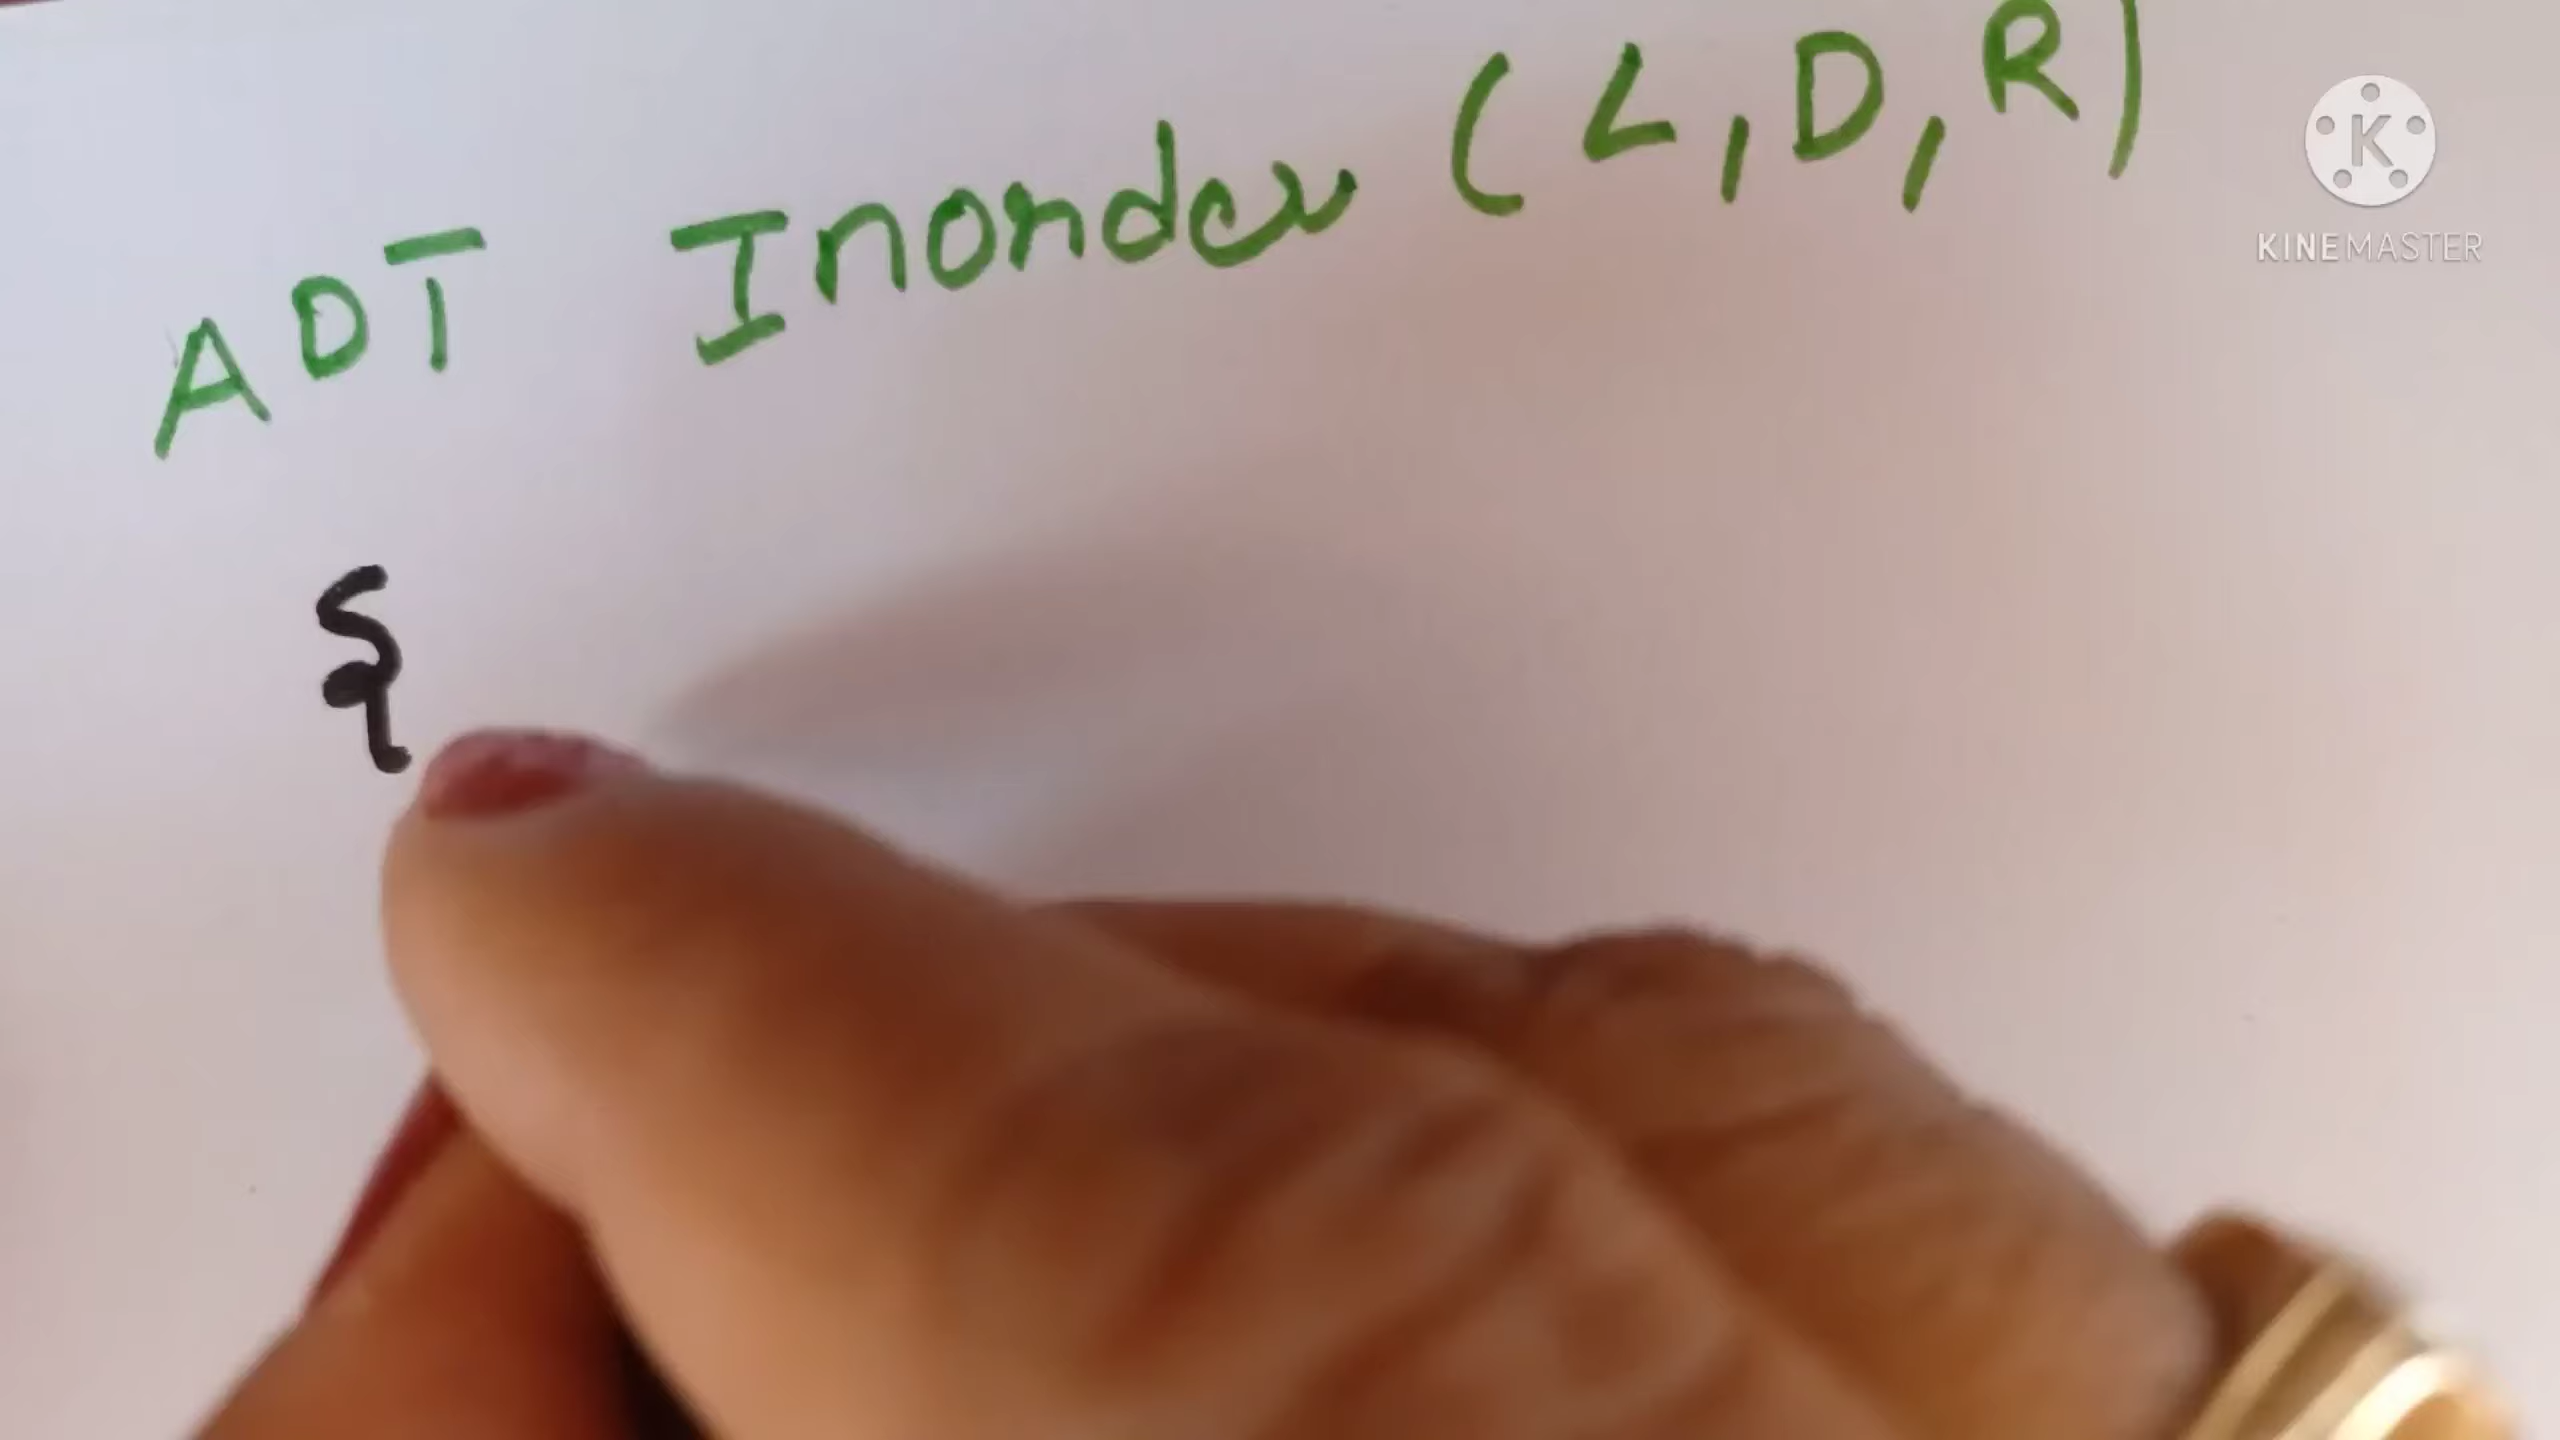 ADT Inorder (L, D, R)
{
K
KINEMASTER